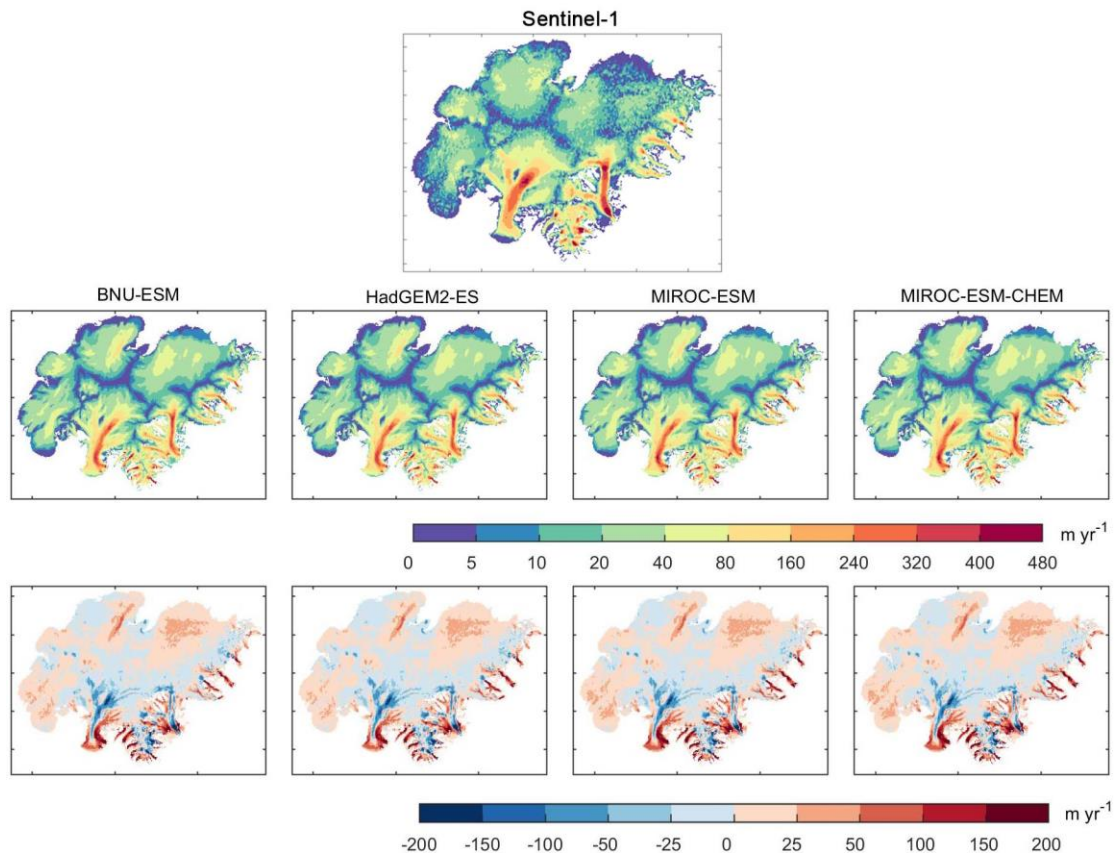 Sentinel-1
BNU-ESM HadGEM2-ES MIROC-ESM MIROC-ESM-CHEM
m yr-1
0 5 10 20 40 80 160 240 320 400 480
m yr-1
-200 -150 -100 -50 -25 0 25 50 100 150 200